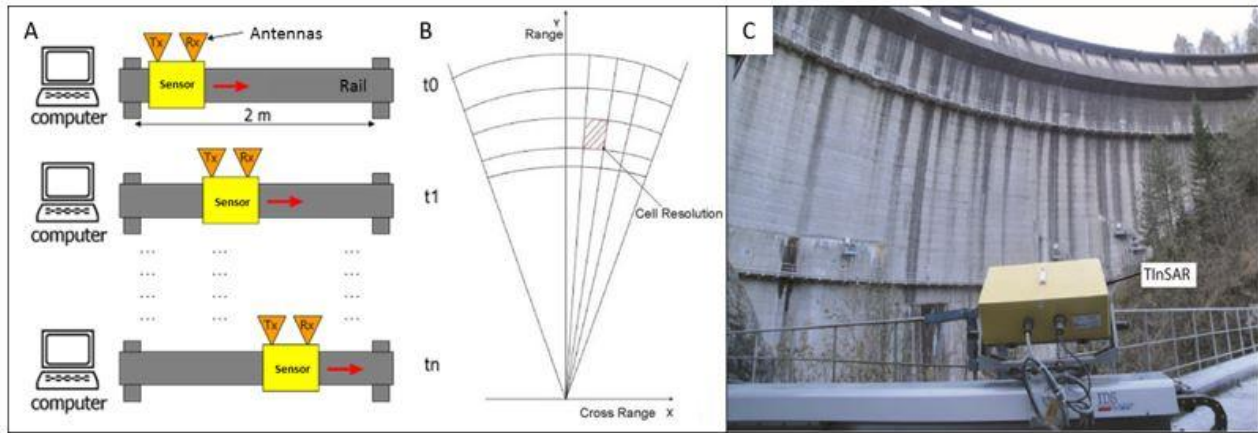 A
Tx
Rx
Antennas
Sensor
Rail
computer
2 m
t0
Tx
Rx
Sensor
computer
t1
...
...
...
...
...
...
...
...
...
...
...
...
Tx
Rx
Sensor
computer
tn
B
Y
Range
Cell Resolution
Cross Range X
C
TInSAR
IDS